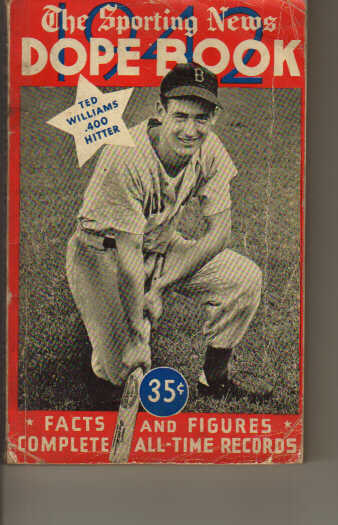 1942
The Sporting News
DOPE BOOK
TED
WILLIAMS
.400
HITTER
B
35¢
* FACTS AND FIGURES *
COMPLETE ALL-TIME RECORDS